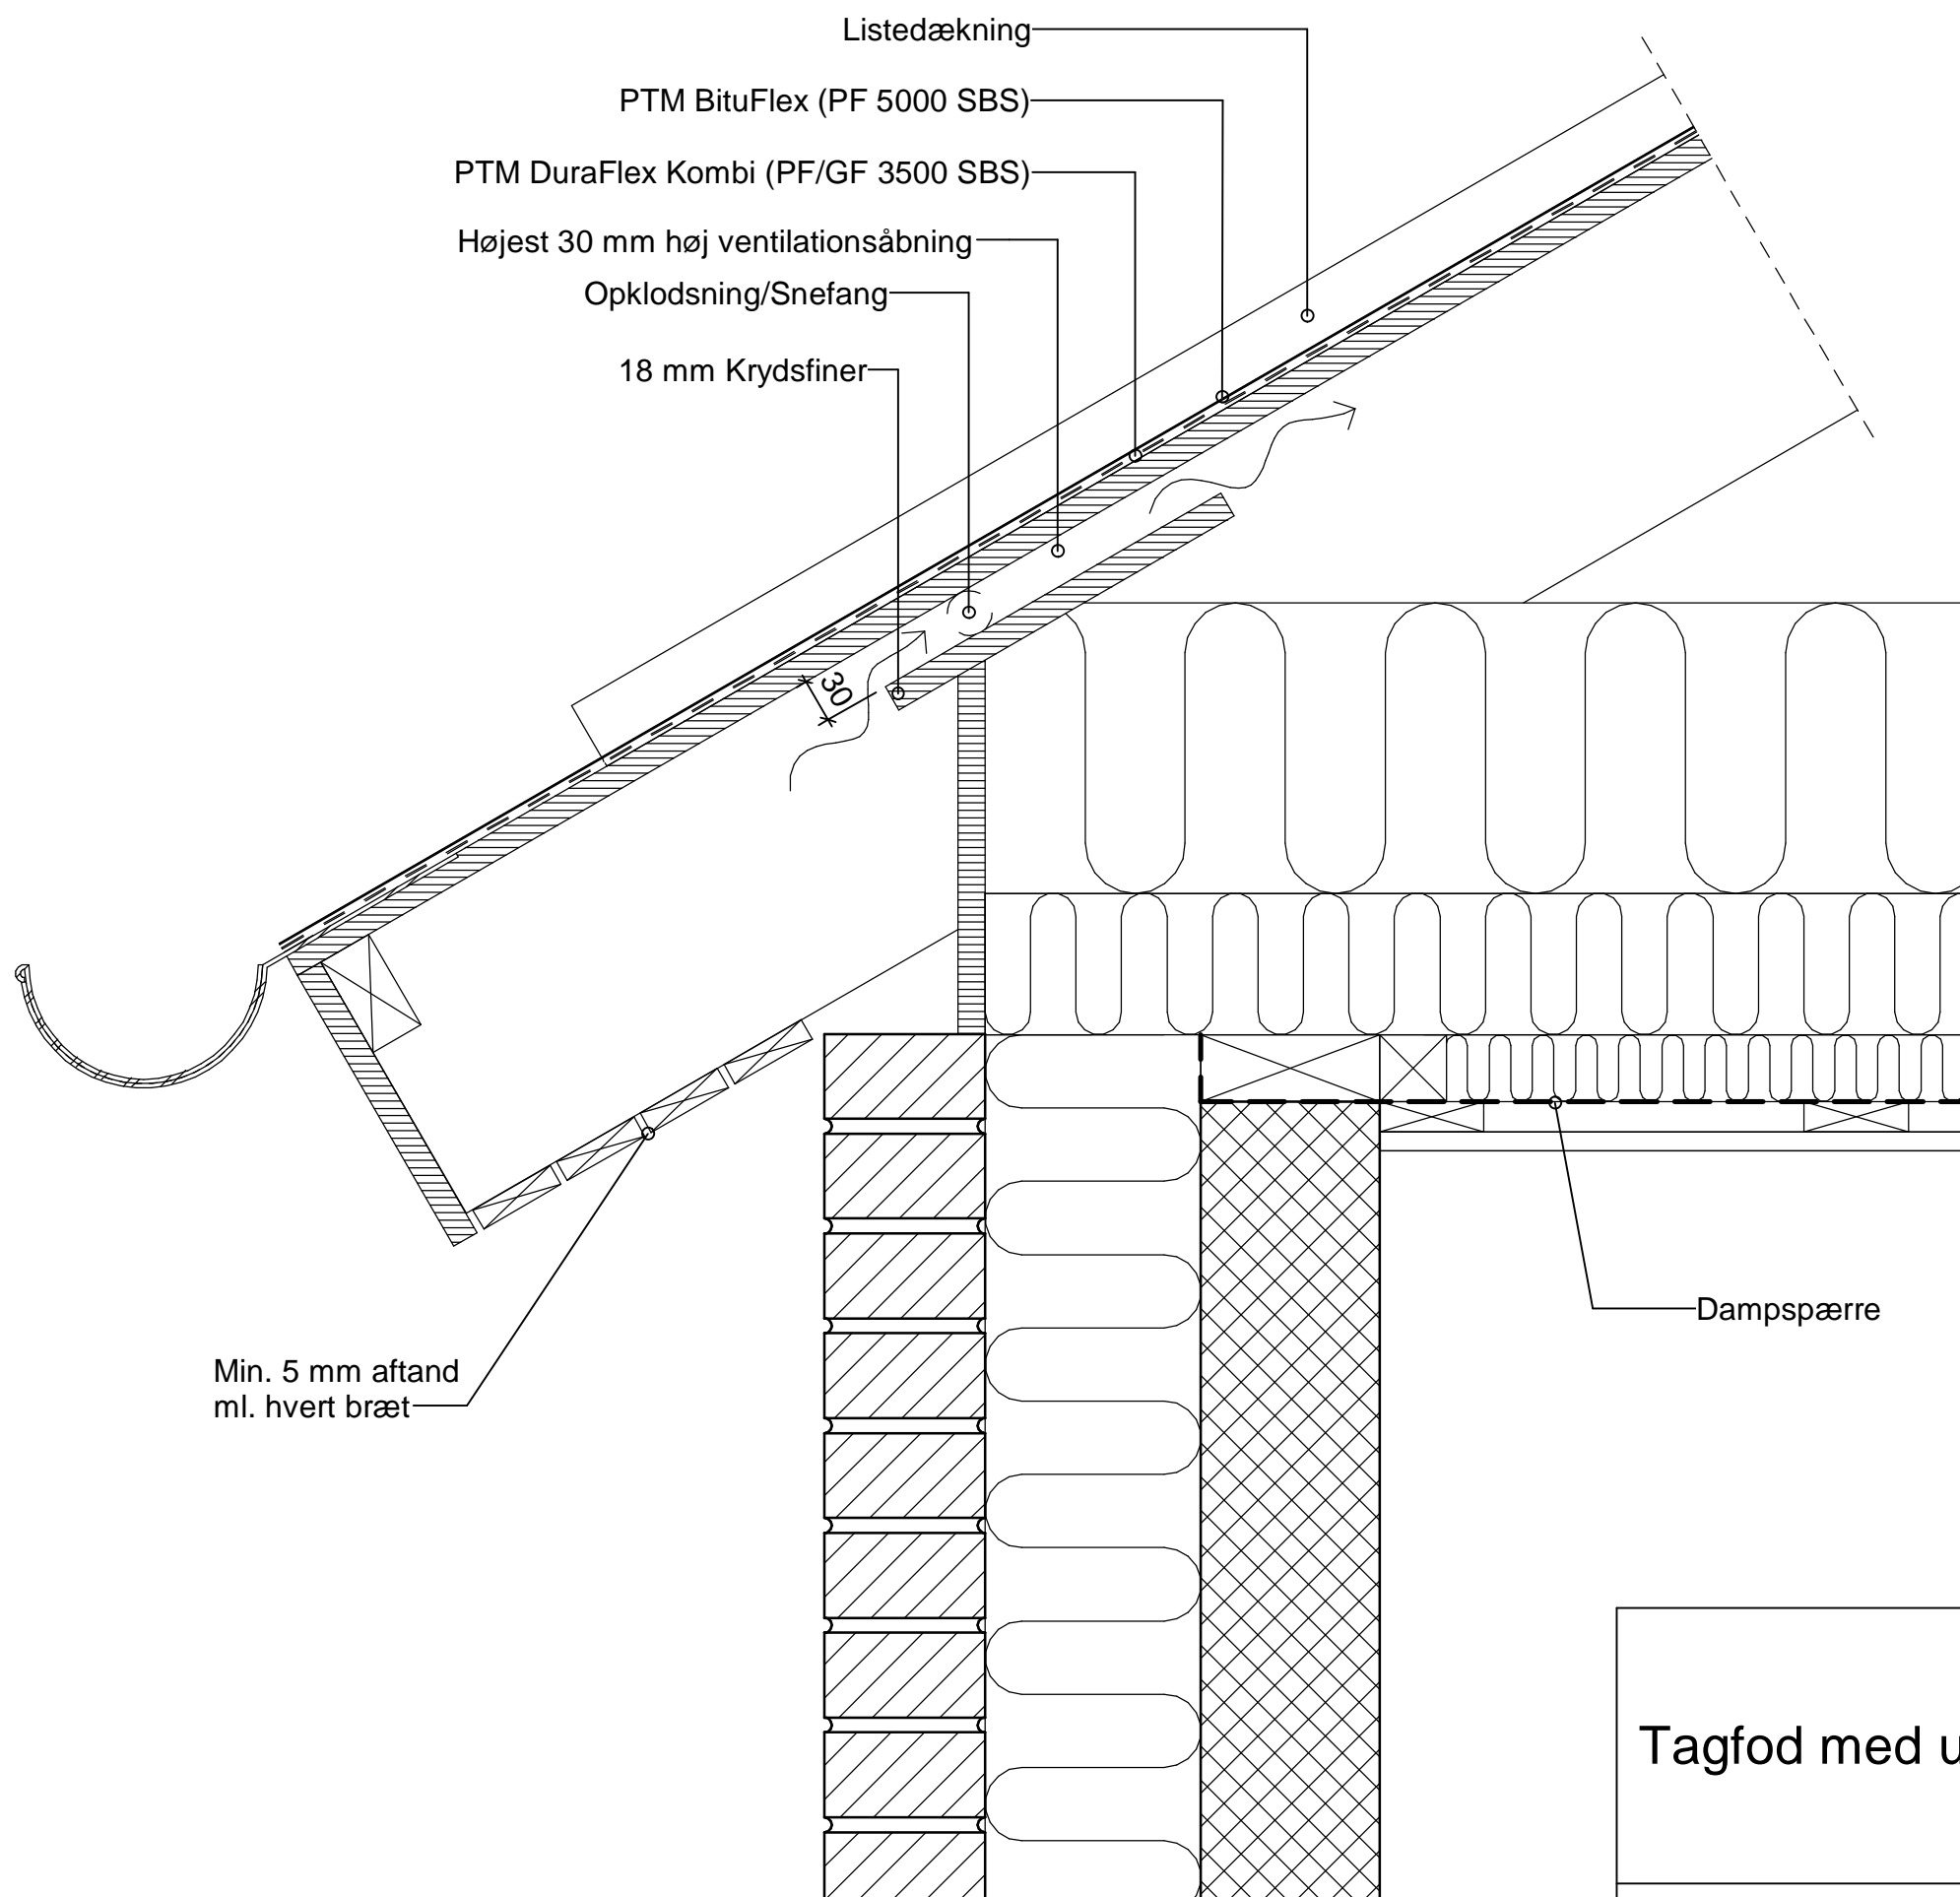 Listedækning
PTM BituFlex (PF 5000 SBS)
PTM DuraFlex Kombi (PF/GF 3500 SBS)
Højest 30 mm høj ventilationsåbning
Opklodsning/Snefang
18 mm Krydsfiner
30
Dampspærre
Min. 5 mm aftand
ml. hvert bræt
Tagfod med